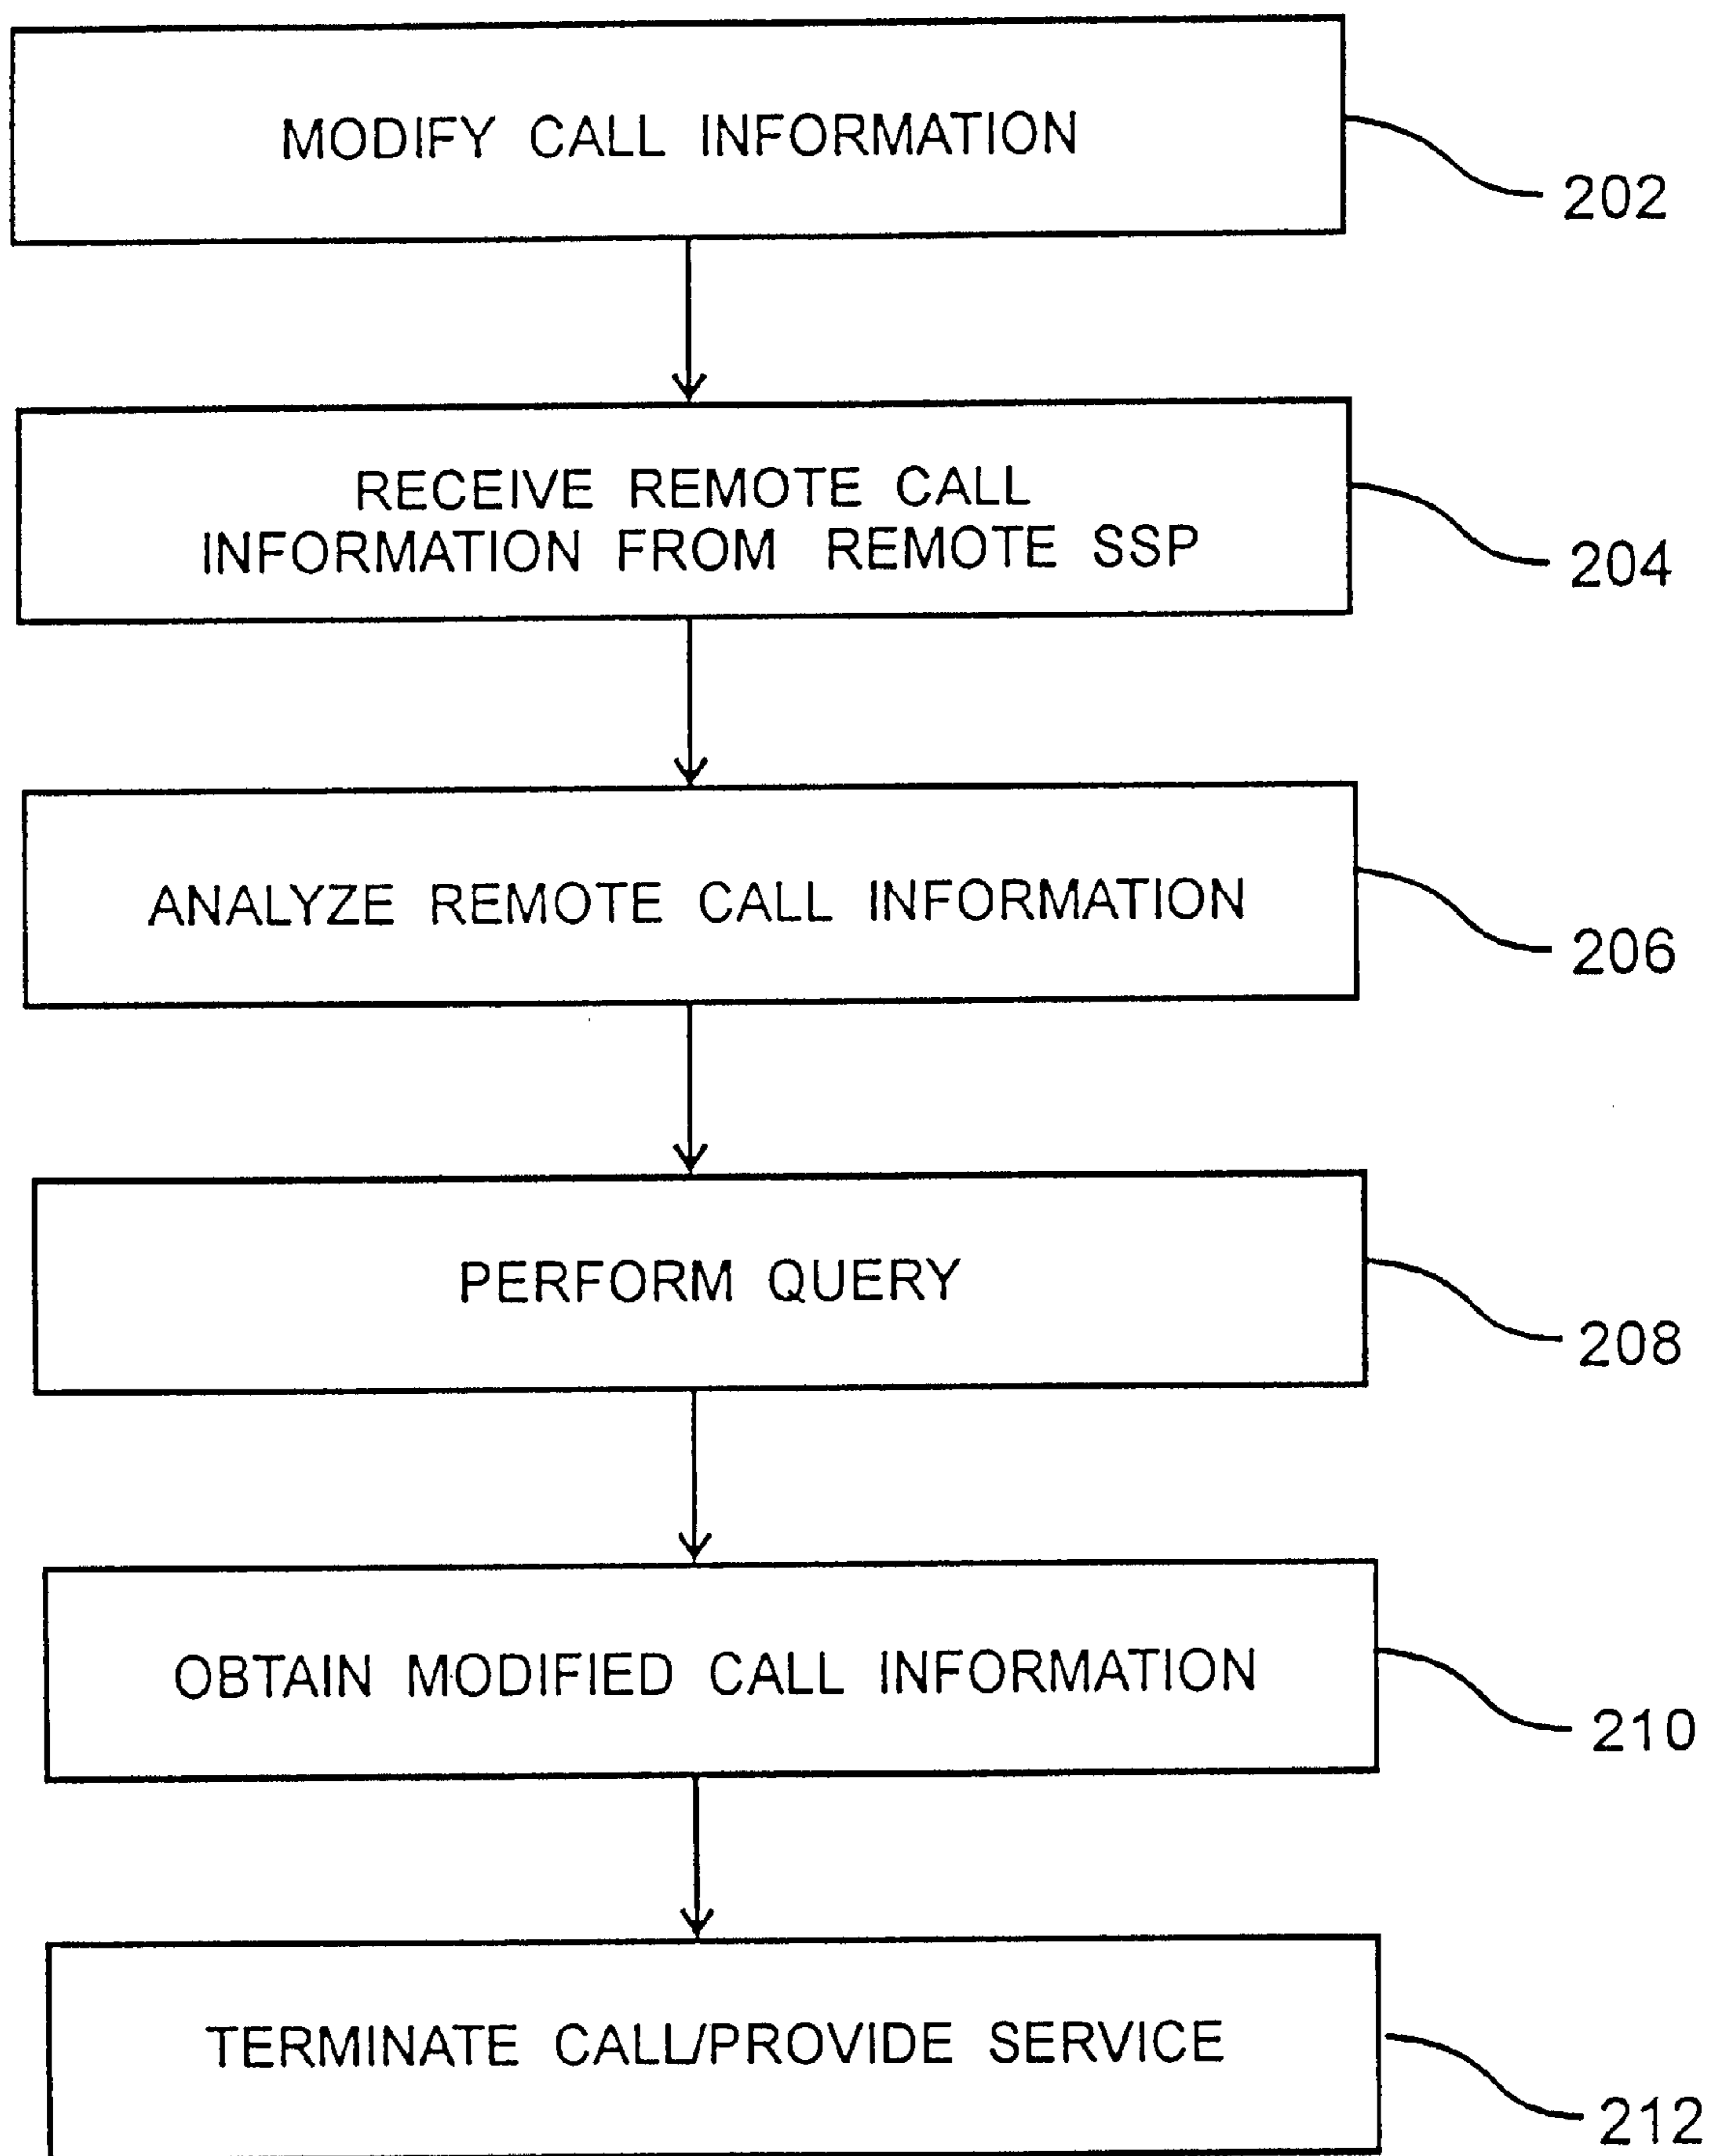 MODIFY CALL INFORMATION
202
RECEIVE REMOTE CALL
INFORMATION FROM REMOTE SSP
204
ANALYZE REMOTE CALL INFORMATION
206
PERFORM QUERY
208
OBTAIN MODIFIED CALL INFORMATION
210
TERMINATE CALL/PROVIDE SERVICE
212